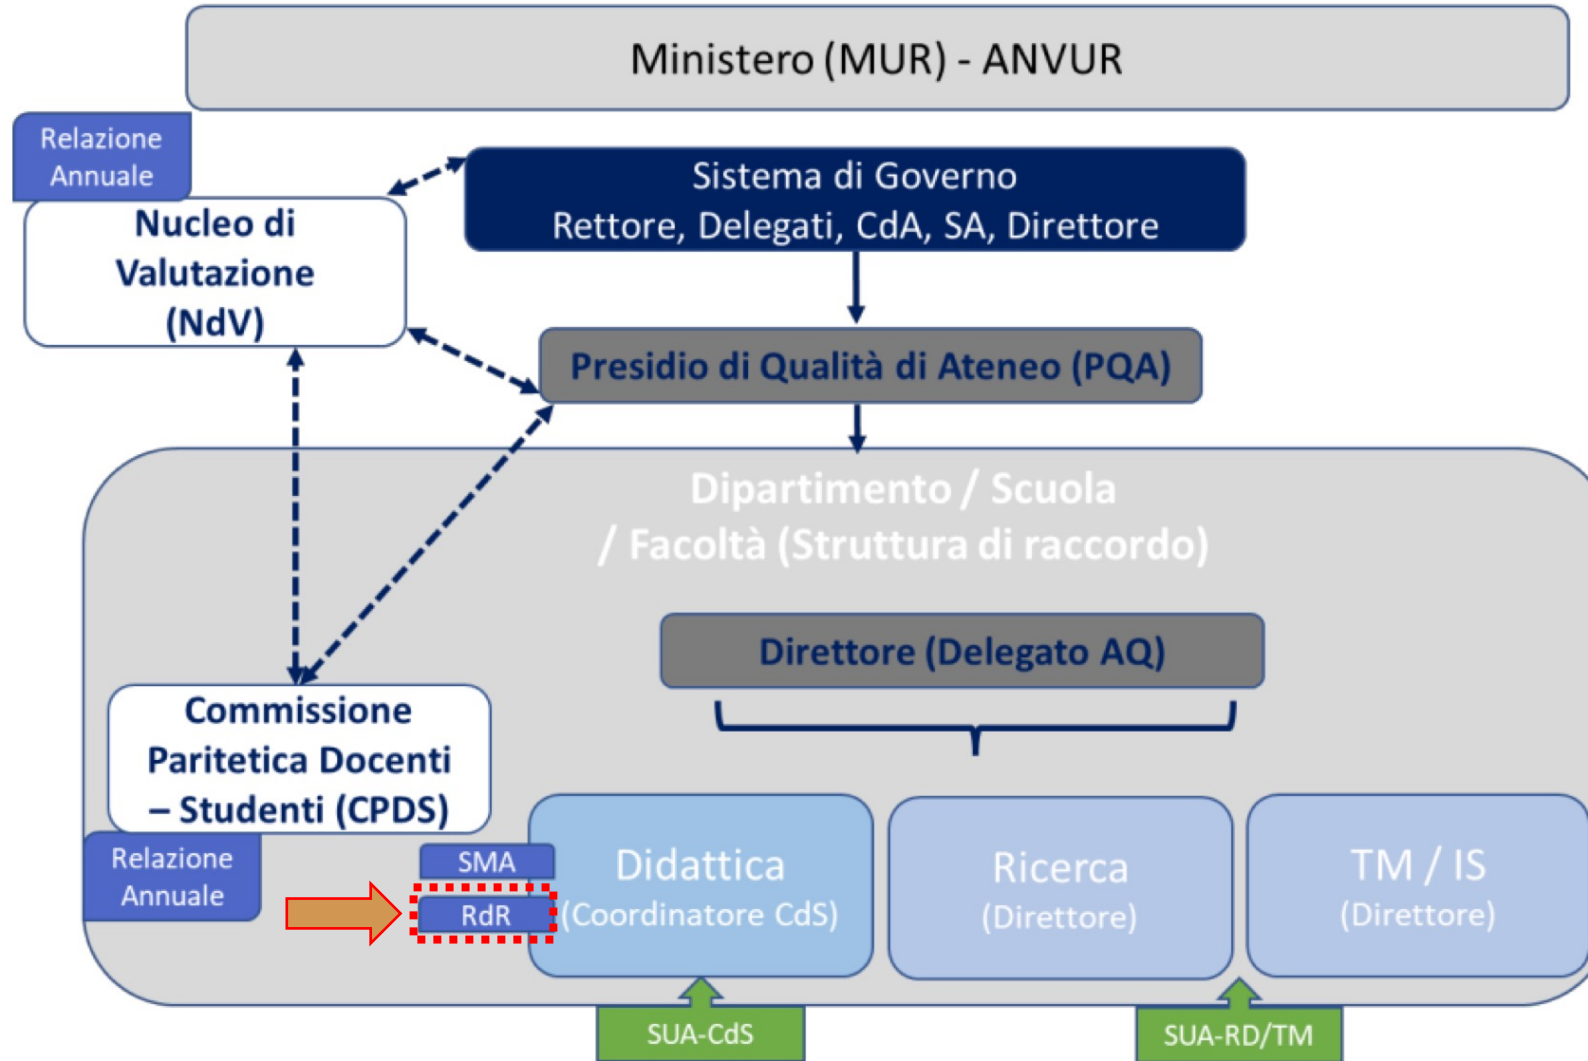 Ministero (MUR) - ANVUR
Relazione
Annuale
Nucleo di
Valutazione
(NdV)
Sistema di Governo
Rettore, Delegati, CdA, SA, Direttore
Presidio di Qualità di Ateneo (PQA)
Dipartimento / Scuola
/ Facoltà (Struttura di raccordo)
Direttore (Delegato AQ)
Commissione
Paritetica Docenti
– Studenti (CPDS)
Relazione
Annuale
SMA
RdR
Didattica
(Coordinatore CdS)
Ricerca
(Direttore)
TM / IS
(Direttore)
SUA-CdS
SUA-RD/TM